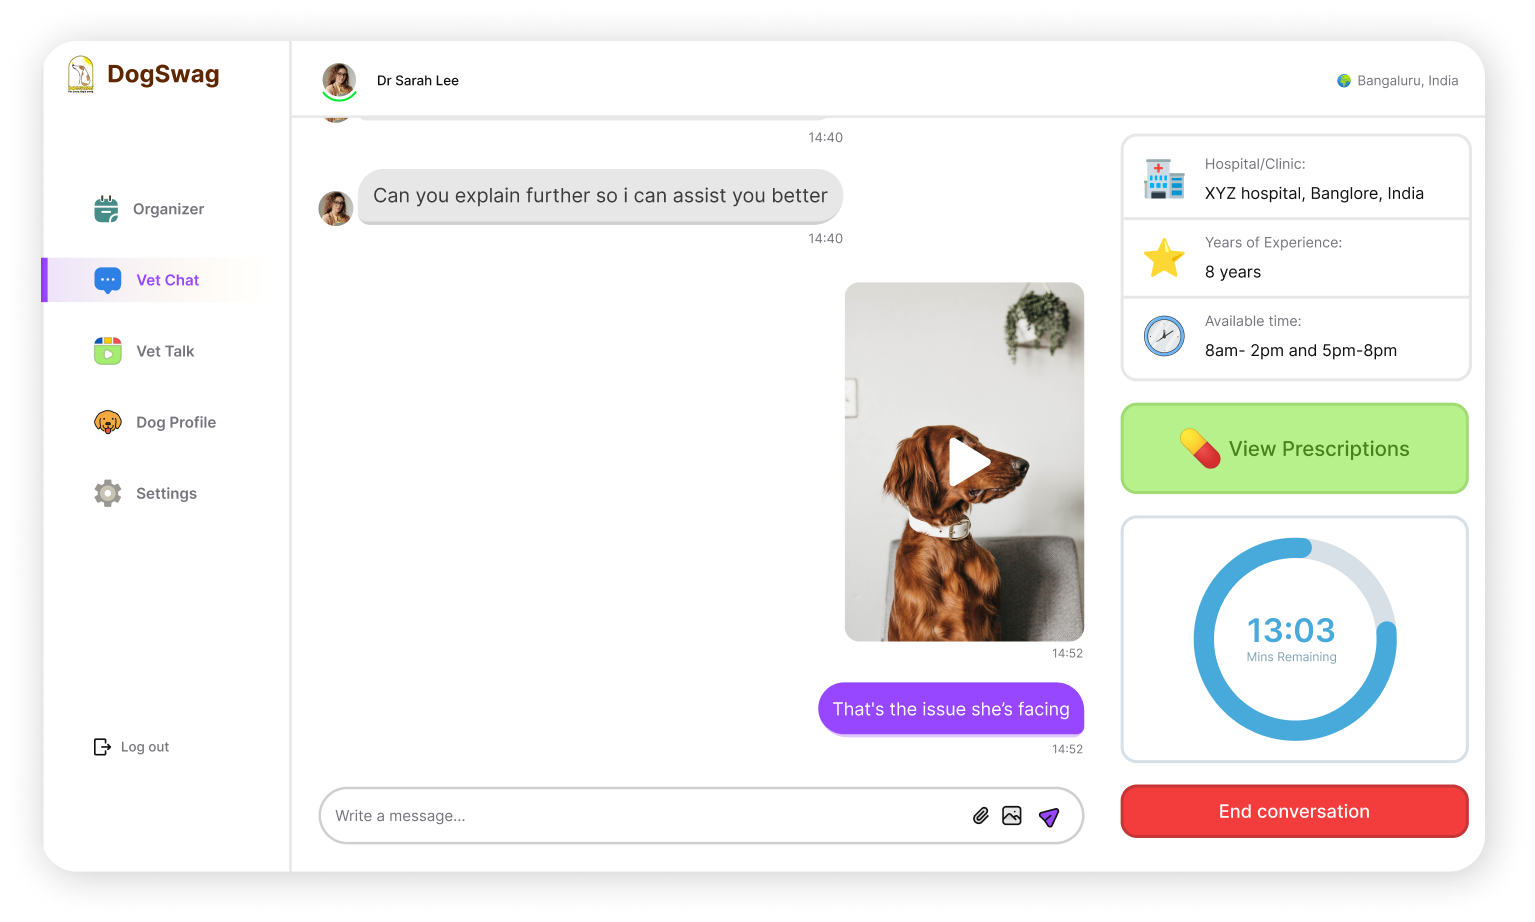 DogSwag
Organizer
Vet Chat
Vet Talk
Dog Profile
Settings
Log out
Dr Sarah Lee
Bangaluru, India
14:40
Can you explain further so i can assist you better
14:40
14:52
That's the issue she’s facing
14:52
Write a message...
Hospital/Clinic:
XYZ hospital, Banglore, India
Years of Experience:
8 years
Available time:
8am- 2pm and 5pm-8pm
View Prescriptions
13:03
Mins Remaining
End conversation